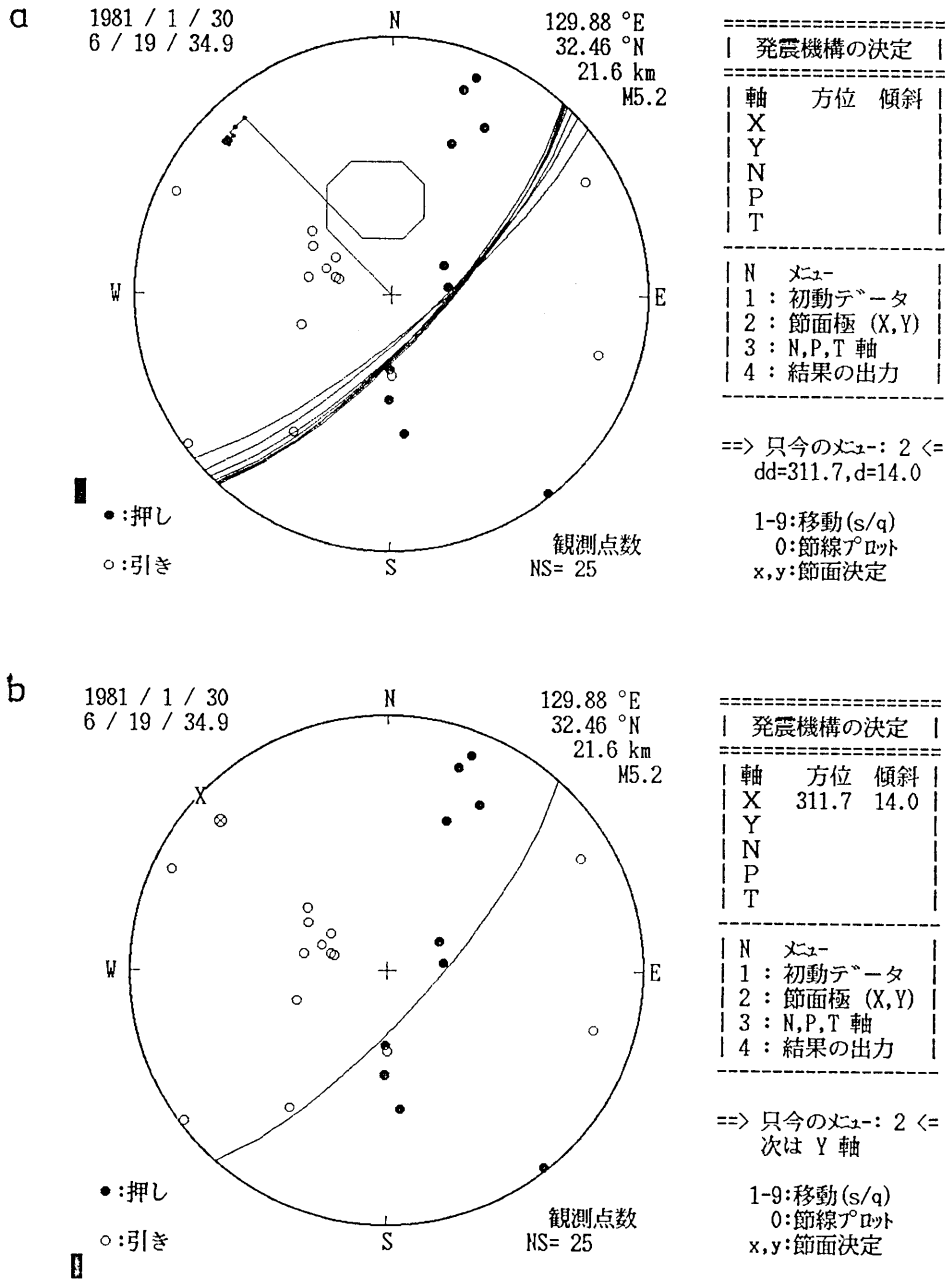 a
1981 / 1 / 30
6 / 19 / 34.9
N
129.88 °E
32.46 °N
21.6 km
M5.2
W
E
S
●:押し
○:引き
観測点数
NS= 25
=====================
| 発震機構の決定 |
=====================
| 軸 方位 傾斜 |
| X |
| Y |
| N |
| P |
| T |
---------------------
| N メニュー |
| 1 : 初動データ |
| 2 : 節面極 (X,Y) |
| 3 : N,P,T 軸 |
| 4 : 結果の出力 |
---------------------
==> 只今のメニュー: 2 <=
dd=311.7,d=14.0
1-9:移動(s/q)
0:節線プロット
x,y:節面決定
b
1981 / 1 / 30
6 / 19 / 34.9
N
129.88 °E
32.46 °N
21.6 km
M5.2
X
W
E
S
●:押し
○:引き
観測点数
NS= 25
=====================
| 発震機構の決定 |
=====================
| 軸 方位 傾斜 |
| X 311.7 14.0 |
| Y |
| N |
| P |
| T |
---------------------
| N メニュー |
| 1 : 初動データ |
| 2 : 節面極 (X,Y) |
| 3 : N,P,T 軸 |
| 4 : 結果の出力 |
---------------------
==> 只今のメニュー: 2 <=
次は Y 軸
1-9:移動(s/q)
0:節線プロット
x,y:節面決定